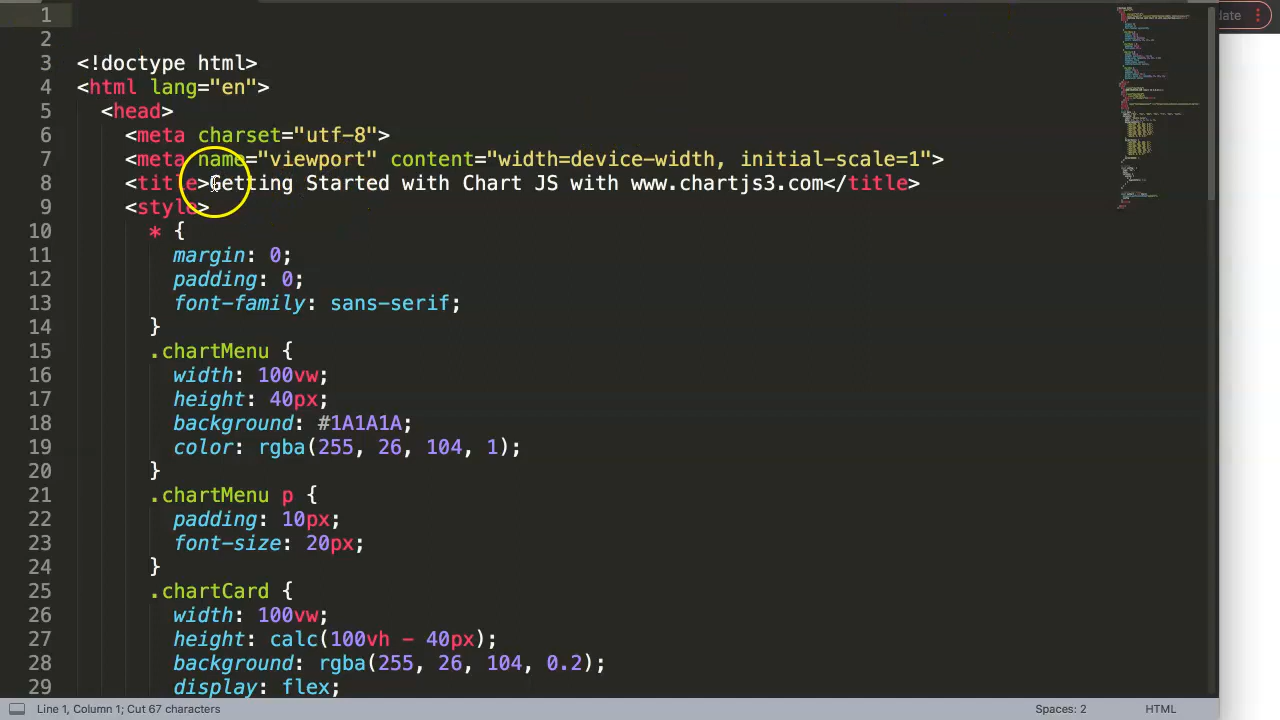 date
1
2
3 <!doctype html>
4 <html lang="en">
5 <head>
6 <meta charset="utf-8">
7 <meta name="viewport" content="width=device-width, initial-scale=1">
8 <title>Getting Started with Chart JS with www.chartjs3.com</title>
9 <style>
10 * {
11 margin: 0;
12 padding: 0;
13 font-family: sans-serif;
14 }
15 .chartMenu {
16 width: 100vw;
17 height: 40px;
18 background: #1A1A1A;
19 color: rgba(255, 26, 104, 1);
20 }
21 .chartMenu p {
22 padding: 10px;
23 font-size: 20px;
24 }
25 .chartCard {
26 width: 100vw;
27 height: calc(100vh - 40px);
28 background: rgba(255, 26, 104, 0.2);
29 display: flex;
Line 1, Column 1; Cut 67 characters
Spaces: 2
HTML